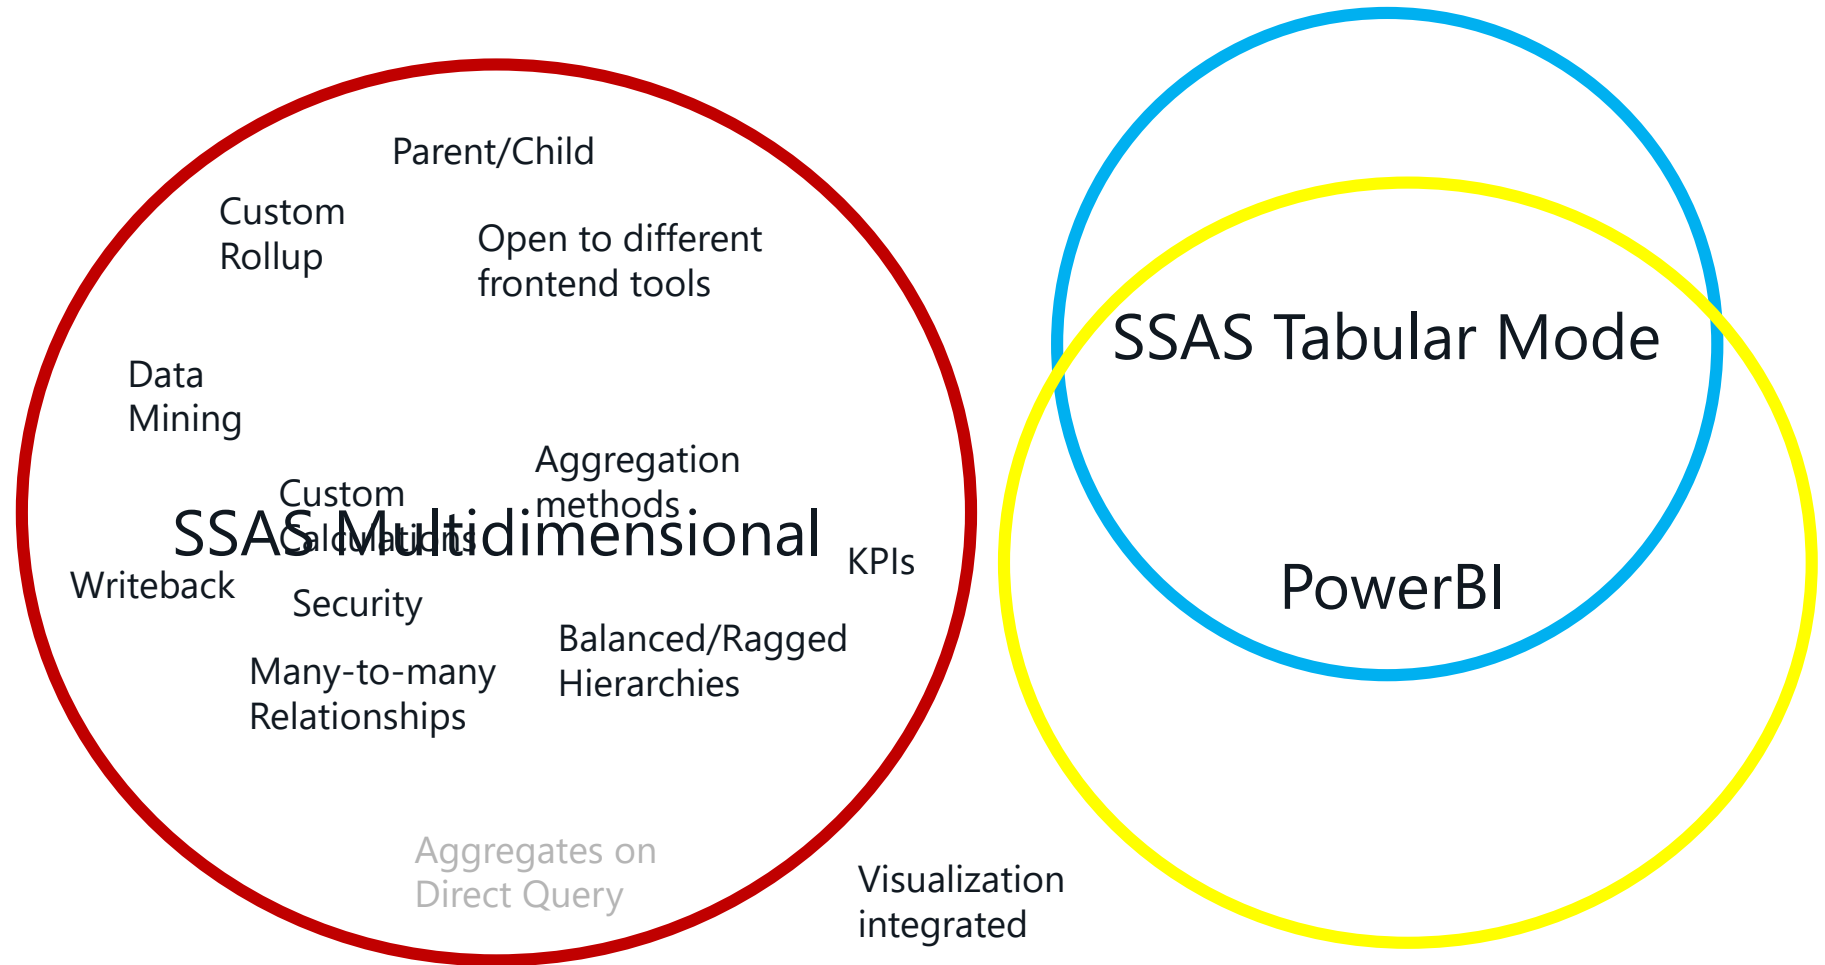 Parent/Child
Custom
Rollup
Open to different
frontend tools
Data
Mining
Aggregation
methods
Custom
Calculations
SSAS Multidimensional
KPIs
Writeback
Security
Balanced/Ragged
Hierarchies
Many-to-many
Relationships
Aggregates on
Direct Query
Visualization
integrated
SSAS Tabular Mode
PowerBI